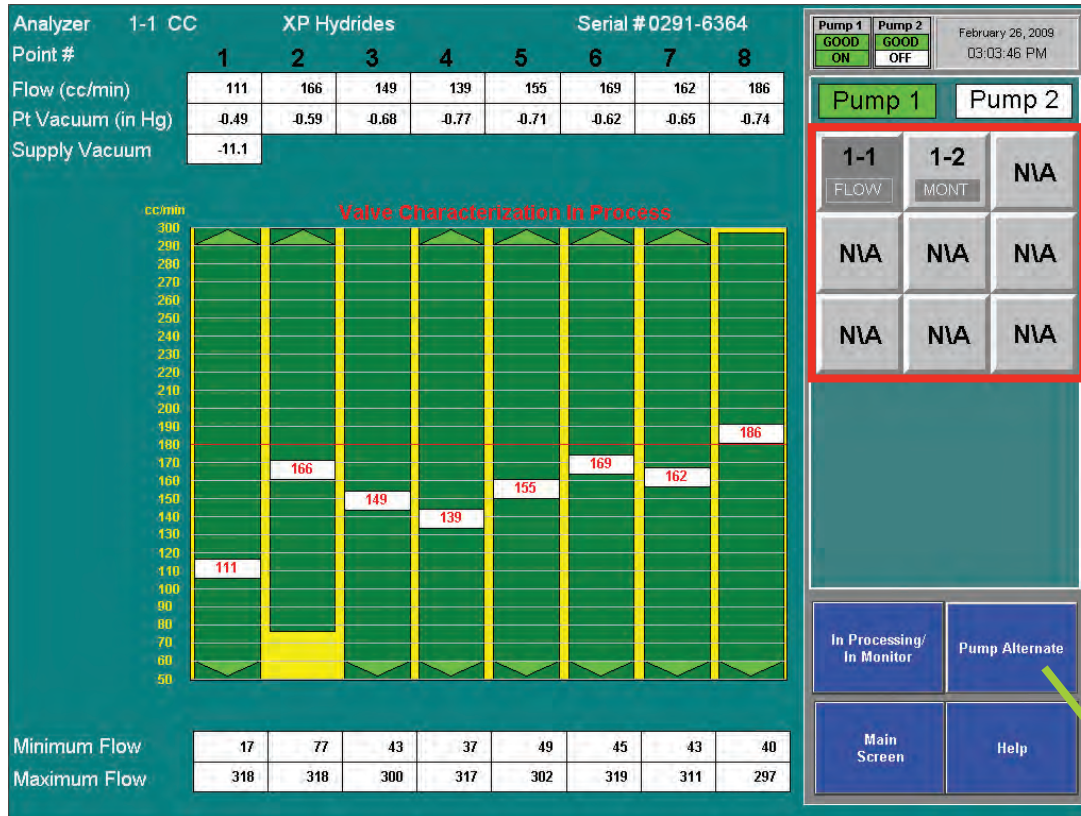 Analyzer 1-1 CC XP Hydrides Serial # 0291-6364
Point # 1 2 3 4 5 6 7 8
Flow (cc/min) 111 166 149 139 155 169 162 186
Pt Vacuum (in Hg) -0.49 -0.59 -0.68 -0.77 -0.71 -0.62 -0.65 -0.74
Supply Vacuum -11.1
cc/min Valve Characterization In Process
300
290
280
270
260
250
240
230
220
210
200
190
186
180
170
166
169
162
160
155
150
149
140
139
130
120
110
111
100
90
80
70
60
50
Minimum Flow 17 77 43 37 49 45 43 40
Maximum Flow 318 318 300 317 302 319 311 297
Pump 1 Pump 2
GOOD GOOD
ON OFF
February 26, 2009
03:03:46 PM
Pump 1 Pump 2
1-1 1-2 N\A
FLOW MONT
N\A N\A N\A
N\A N\A N\A
In Processing/
In Monitor
Pump Alternate
Main
Screen
Help